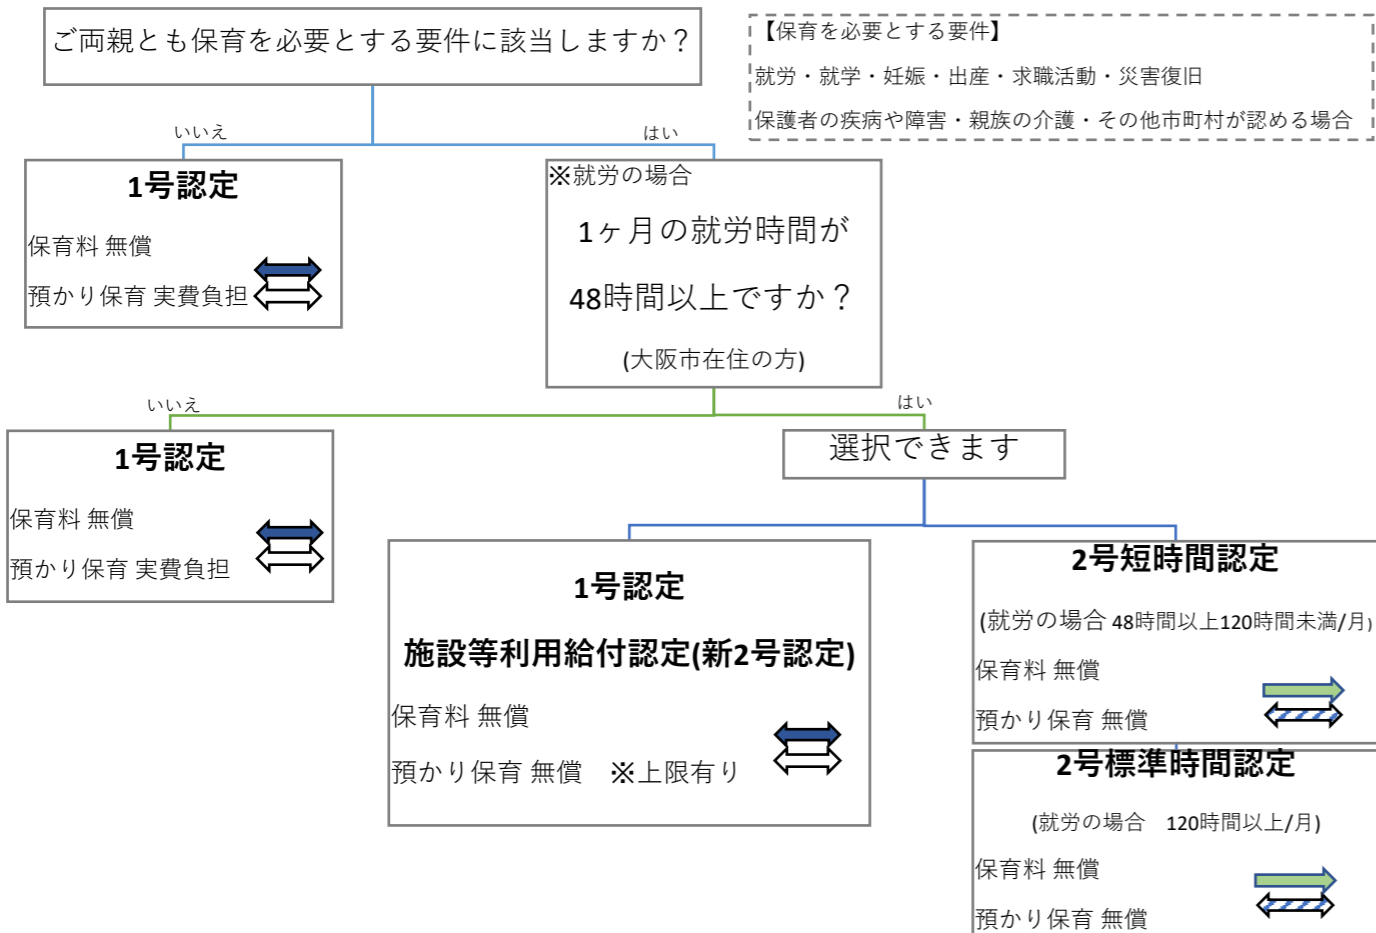 ご両親とも保育を必要とする要件に該当しますか？
【保育を必要とする要件】
就労・就学・妊娠・出産・求職活動・災害復旧
保護者の疾病や障害・親族の介護・その他市町村が認める場合
いいえ
はい
1号認定
保育料 無償
預かり保育 実費負担
※就労の場合
1ヶ月の就労時間が
48時間以上ですか？
(大阪市在住の方)
いいえ
はい
1号認定
保育料 無償
預かり保育 実費負担
選択できます
1号認定
施設等利用給付認定(新2号認定)
保育料 無償
預かり保育 無償　※上限有り
2号短時間認定
(就労の場合 48時間以上120時間未満/月)
保育料 無償
預かり保育 無償
2号標準時間認定
(就労の場合　120時間以上/月)
保育料 無償
預かり保育 無償